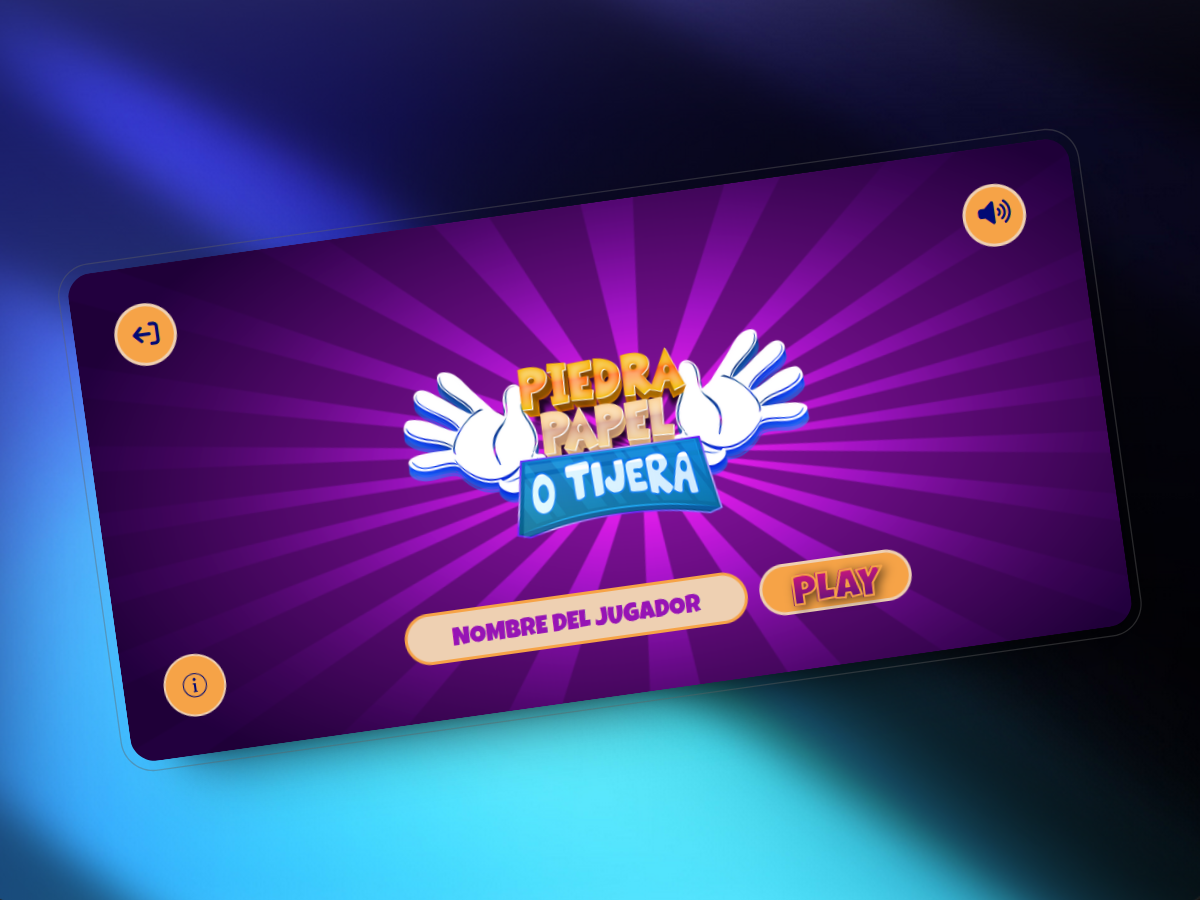 PIEDRA
PAPEL
O TIJERA
NOMBRE DEL JUGADOR
PLAY